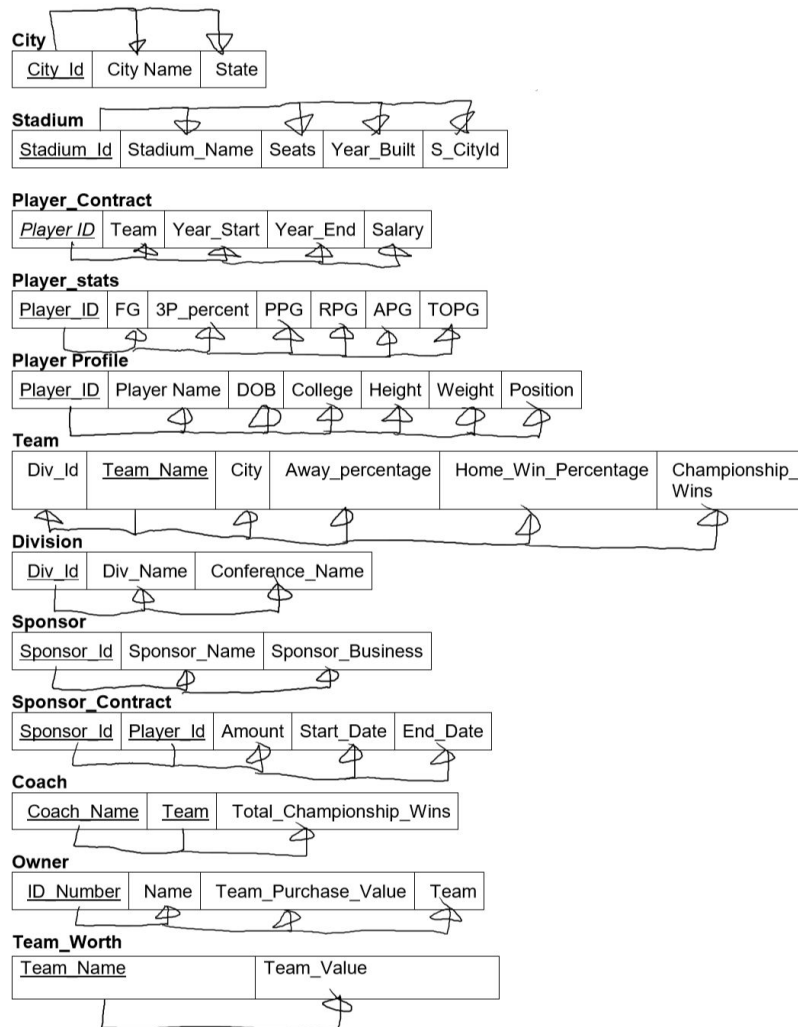 City
City_Id City Name State
Stadium
Stadium_Id Stadium_Name Seats Year_Built S_CityId
Player_Contract
Player ID Team Year_Start Year_End Salary
Player_stats
Player_ID FG 3P_percent PPG RPG APG TOPG
Player Profile
Player_ID Player Name DOB College Height Weight Position
Team
Div_Id Team_Name City Away_percentage Home_Win_Percentage Championship_
Wins
Division
Div_Id Div_Name Conference_Name
Sponsor
Sponsor_Id Sponsor_Name Sponsor_Business
Sponsor_Contract
Sponsor_Id Player_Id Amount Start_Date End_Date
Coach
Coach_Name Team Total_Championship_Wins
Owner
ID_Number Name Team_Purchase_Value Team
Team_Worth
Team_Name Team_Value